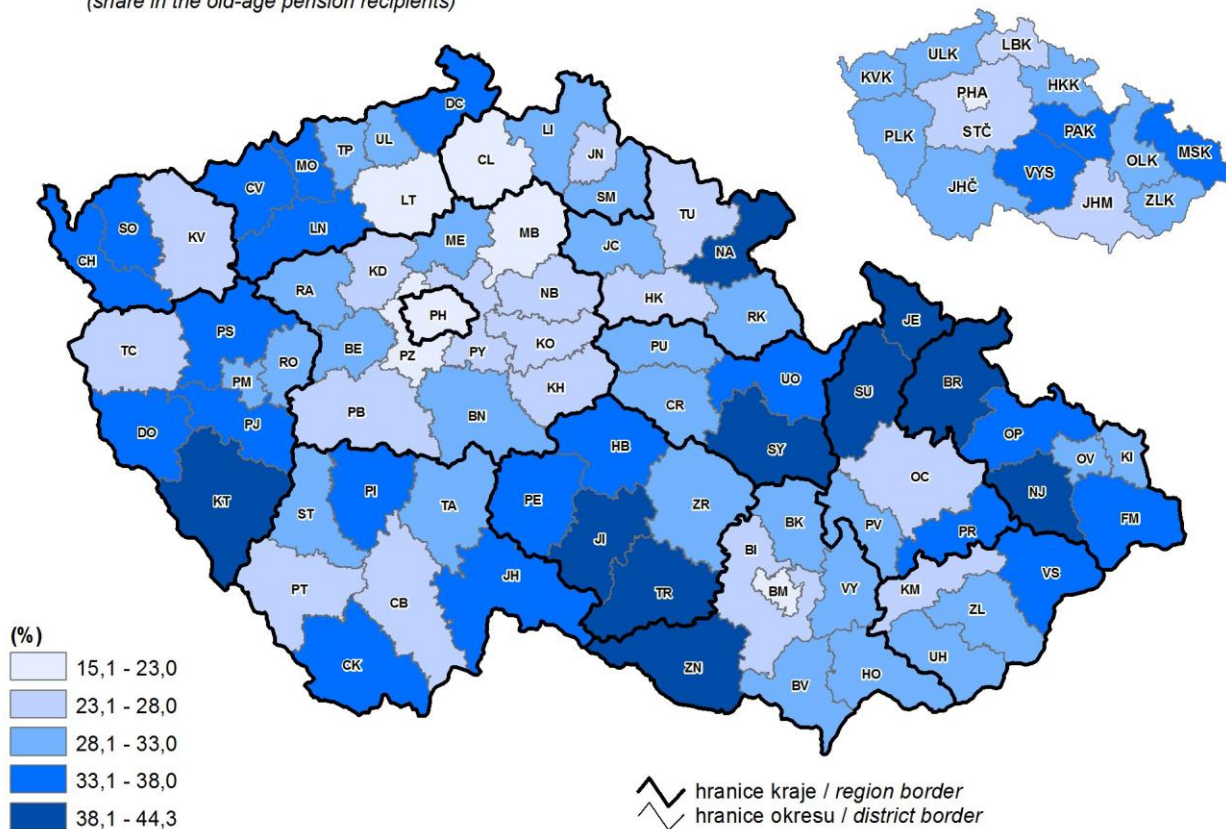 (share in the old-age pension recipients)
LBK
ULK
KVK
HKK
PHA
STČ
PLK
PAK
MSK
OLK
VYS
JHČ
JHM
ZLK
DC
LI
UL
TP
JN
MO
CL
CV
SM
LT
TU
SO
KV
LN
MB
ME
JC
NA
CH
KD
RA
NB
HK
PH
RK
PS
TC
KO
PU
BE
PZ
PY
RO
JE
PM
KH
UO
BR
SU
PB
BN
CR
DO
PJ
HB
SY
OP
OV
KI
OC
NJ
KT
PI
PE
ZR
ST
TA
BK
PV
FM
PR
JI
BI
VS
JH
PT
TR
BM
VY
KM
CB
ZL
CK
ZN
UH
HO
BV
(%)
15,1 - 23,0
23,1 - 28,0
28,1 - 33,0
33,1 - 38,0
38,1 - 44,3
hranice kraje / region border
hranice okresu / district border